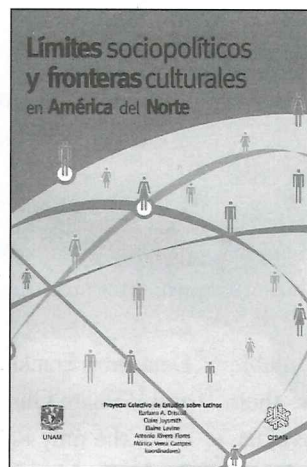 Límites sociopolíticos
y fronteras culturales
en América del Norte
Proyecto Colectivo de Estudios sobre Latinos
Barbara A. Driscoll
Claire Joysmith
Elaine Levine
Antonio Rivera Flores
Mónica Verea Campos
(coordinadores)
UNAM
CISAN